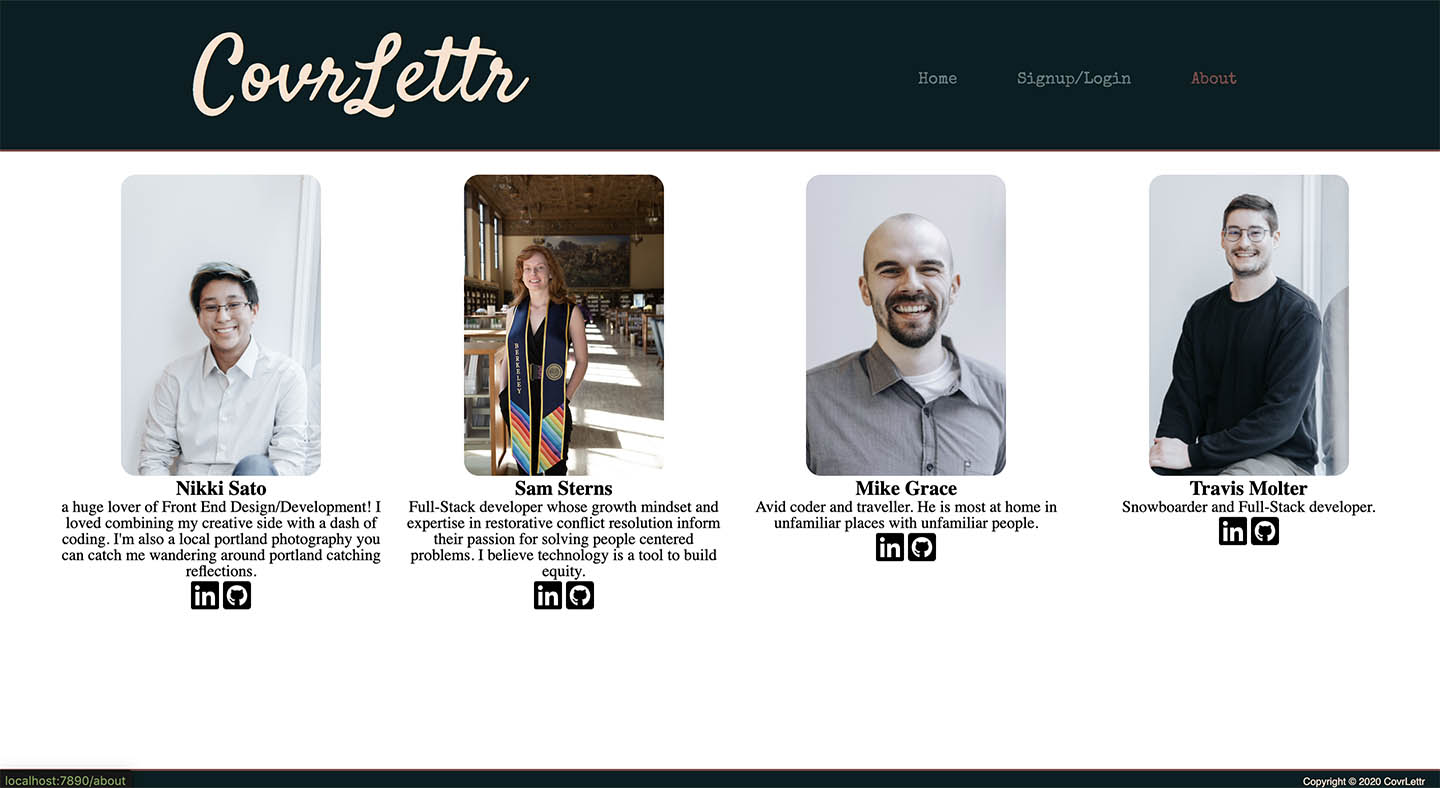 CovrLettr
Home
Signup/Login
About
BERKELEY
Nikki Sato
a huge lover of Front End Design/Development! I
loved combining my creative side with a dash of
coding. I'm also a local portland photography you
can catch me wandering around portland catching
reflections.
in
Sam Sterns
Full-Stack developer whose growth mindset and
expertise in restorative conflict resolution inform
their passion for solving people centered
problems. I believe technology is a tool to build
equity.
in
Mike Grace
Avid coder and traveller. He is most at home in
unfamiliar places with unfamiliar people.
in
Travis Molter
Snowboarder and Full-Stack developer.
in
localhost:7890/about
Copyright © 2020 CovrLettr